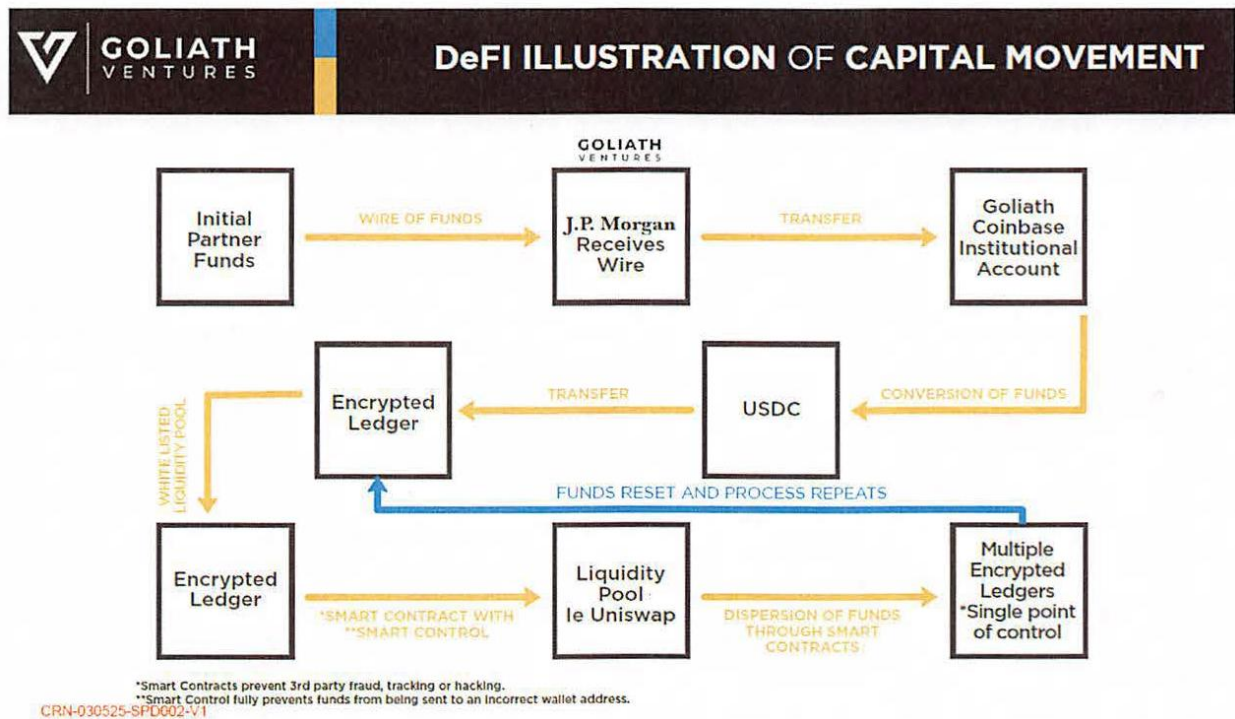 GOLIATH
VENTURES
DeFI ILLUSTRATION OF CAPITAL MOVEMENT
GOLIATH
VENTURES
Initial
Partner
Funds
WIRE OF FUNDS
J.P. Morgan
Receives
Wire
TRANSFER
Goliath
Coinbase
Institutional
Account
CONVERSION OF FUNDS
USDC
TRANSFER
Encrypted
Ledger
WHITE LISTED
LIQUIDITY POOL
FUNDS RESET AND PROCESS REPEATS
Encrypted
Ledger
*SMART CONTRACT WITH
**SMART CONTROL
Liquidity
Pool
Ie Uniswap
DISPERSION OF FUNDS
THROUGH SMART
CONTRACTS
Multiple
Encrypted
Ledgers
*Single point
of control
*Smart Contracts prevent 3rd party fraud, tracking or hacking.
**Smart Control fully prevents funds from being sent to an incorrect wallet address.
CRN-030525-SPD002-V1